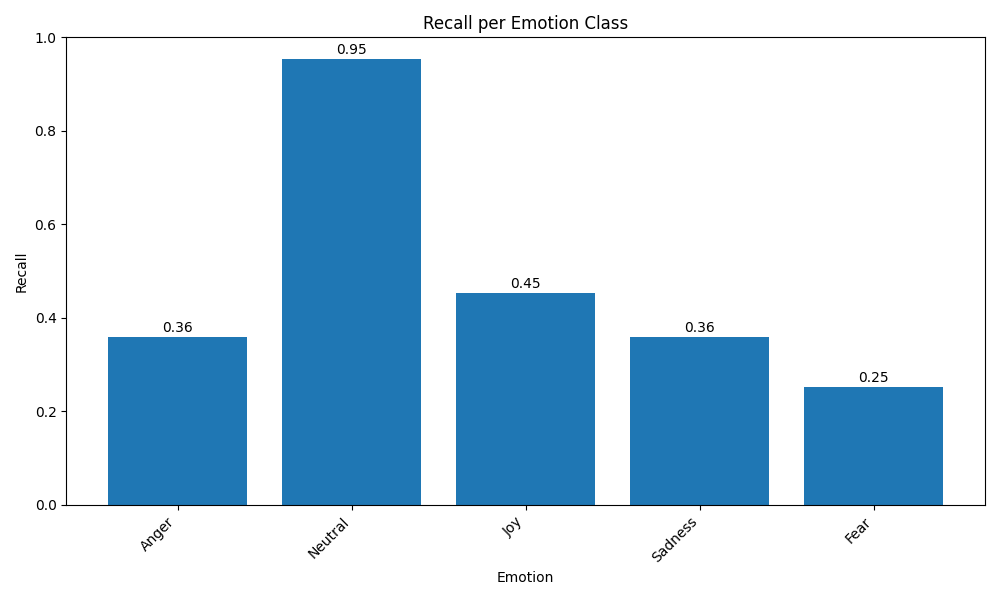 Recall per Emotion Class
1.0
0.8
0.6
0.4
0.2
0.0
Recall
0.36
0.95
0.45
0.36
0.25
Anger
Neutral
Joy
Sadness
Fear
Emotion